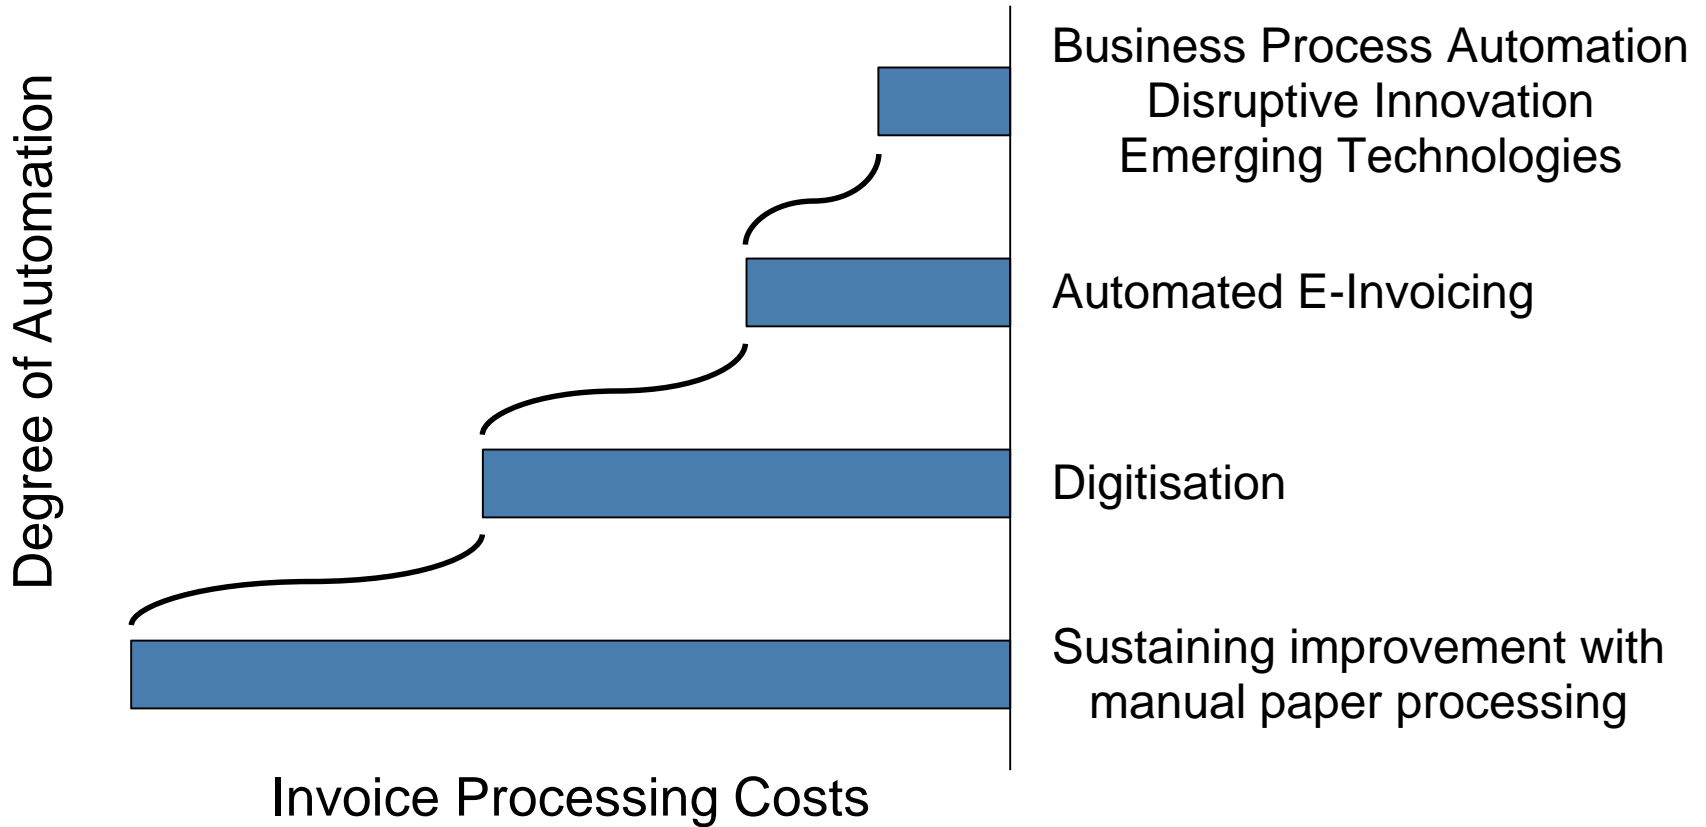 Degree of Automation
Business Process Automation
Disruptive Innovation
Emerging Technologies
Automated E-Invoicing
Digitisation
Sustaining improvement with
manual paper processing
Invoice Processing Costs